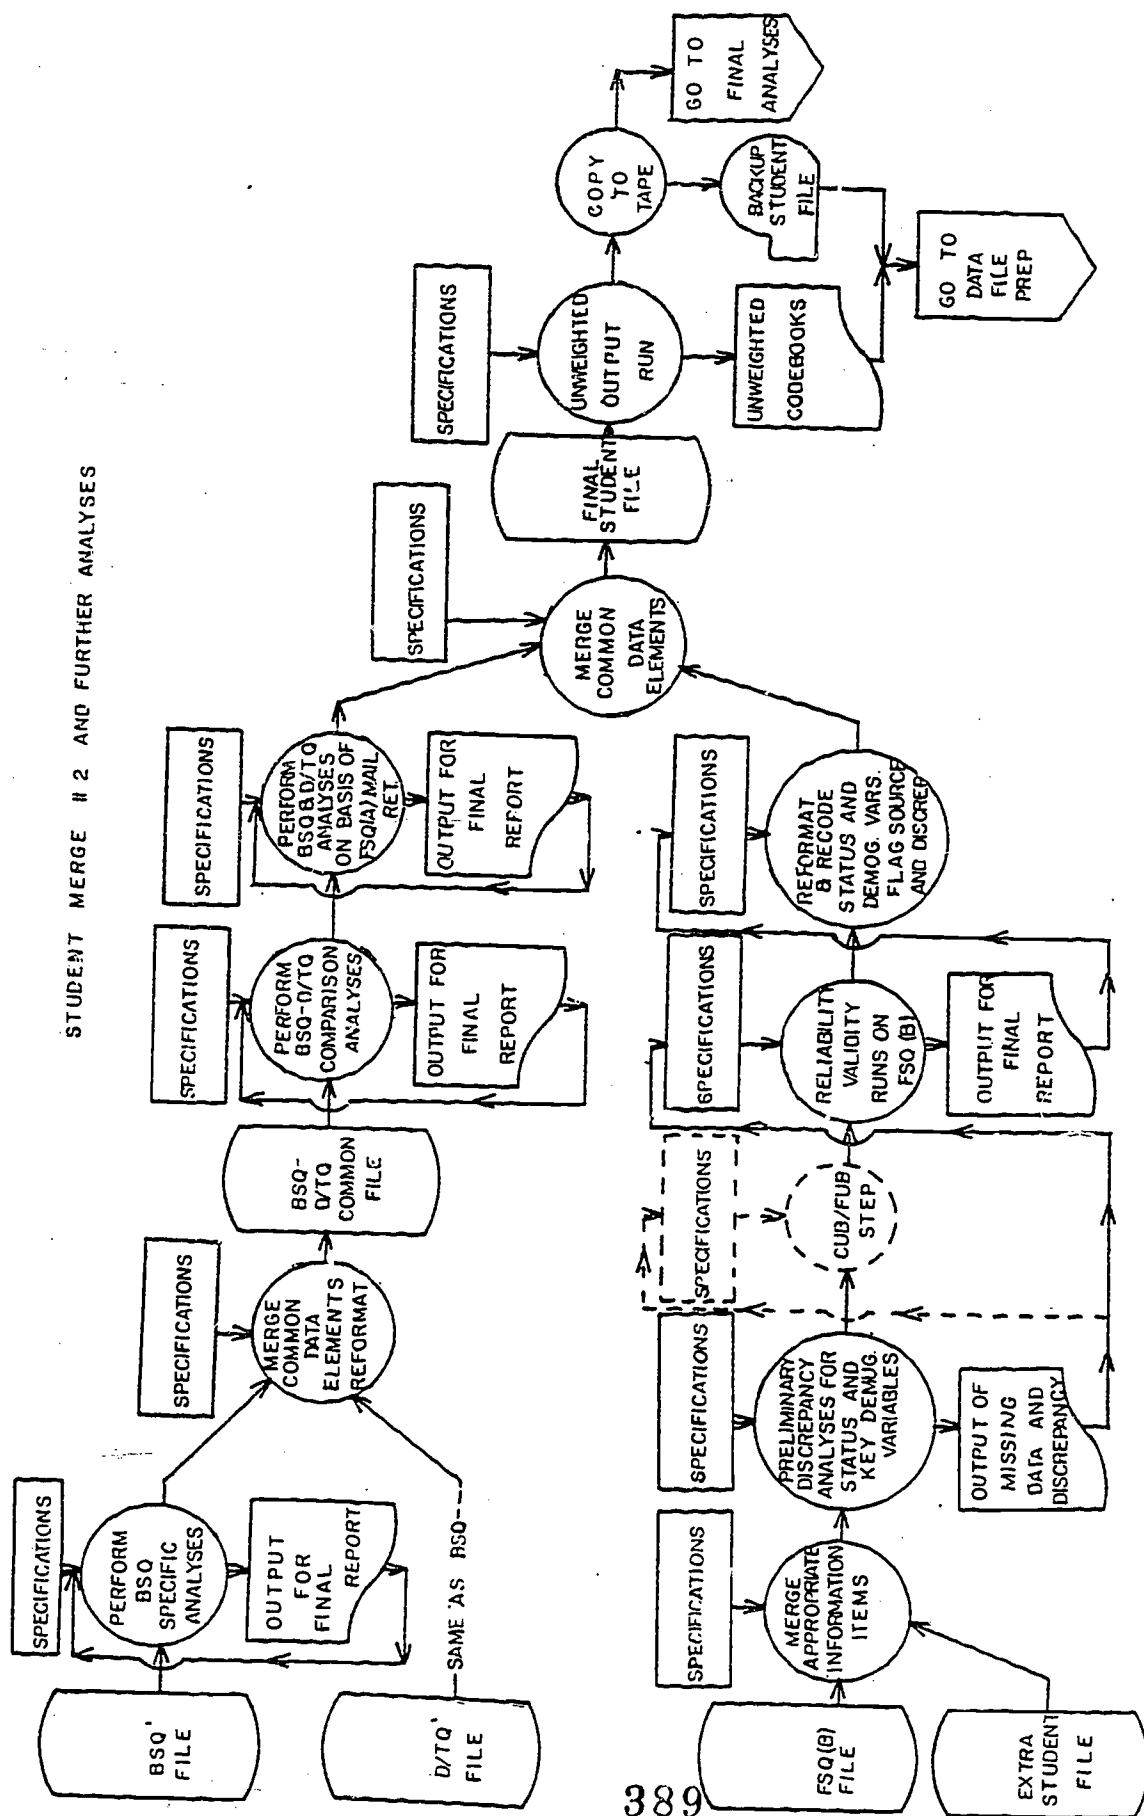 STUDENT MERGE # 2 AND FURTHER ANALYSES
BSQ'
FILE
SPECIFICATIONS
PERFORM
BSQ
SPECIFIC
ANALYSES
OUTPUT
FOR
FINAL
REPORT
D/TQ'
FILE
SAME AS BSQ
SPECIFICATIONS
MERGE
COMMON
DATA
ELEMENTS
REFORMAT
BSQ-
D/TQ
COMMON
FILE
SPECIFICATIONS
PERFORM
BSQ-D/TQ
COMPARISON
ANALYSES
OUTPUT FOR
FINAL
REPORT
SPECIFICATIONS
PERFORM
BSQ&D/TQ
ANALYSES
ON BASIS OF
FSQ(A)/MAIL
RET.
OUTPUT FOR
FINAL
REPORT
SPECIFICATIONS
MERGE
COMMON
DATA
ELEMENTS
FINAL
STUDENT
FILE
SPECIFICATIONS
UNWEIGHTED
OUTPUT
RUN
UNWEIGHTED
CODEBOOKS
COPY
TO
TAPE
BACKUP
STUDENT
FILE
GO TO
FINAL
ANALYSES
GO TO
DATA
FILE
PREP
FSQ(B)
FILE
EXTRA
STUDENT
FILE
SPECIFICATIONS
MERGE
APPROPRIATE
INFORMATION
ITEMS
SPECIFICATIONS
PRELIMINARY
DISCREPANCY
ANALYSES FOR
STATUS AND
KEY DEMUG.
VARIABLES
OUTPUT OF
MISSING
DATA AND
DISCREPANCY
SPECIFICATIONS
CUB/FUB
STEP
SPECIFICATIONS
RELIABILITY
VALIDITY
RUNS ON
FSQ (B)
OUTPUT FOR
FINAL
REPORT
SPECIFICATIONS
REFORMAT
& RECODE
STATUS AND
DEMOG. VARS.
FLAG SOURCE
AND DISCREP
389